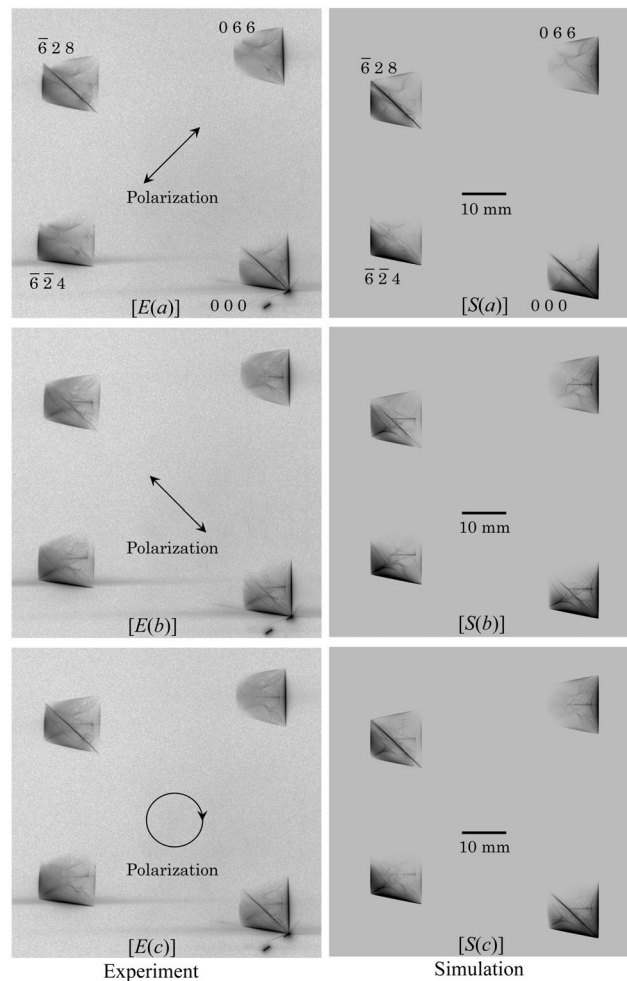 0 6 6
6̅ 2 8
Polarization
6̅ 2̅ 4
0 0 0
[E(a)]
0 6 6
6̅ 2 8
10 mm
6̅ 2̅ 4
0 0 0
[S(a)]
Polarization
[E(b)]
10 mm
[S(b)]
Polarization
[E(c)]
10 mm
[S(c)]
Experiment
Simulation